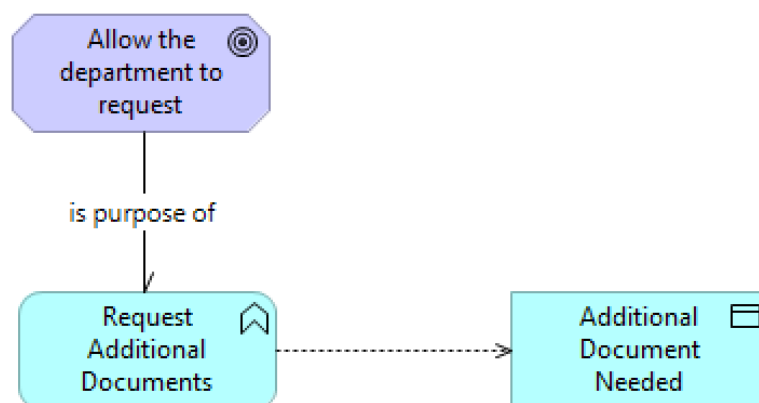 Allow the
department to
request
is purpose of
Request
Additional
Documents
Additional
Document
Needed